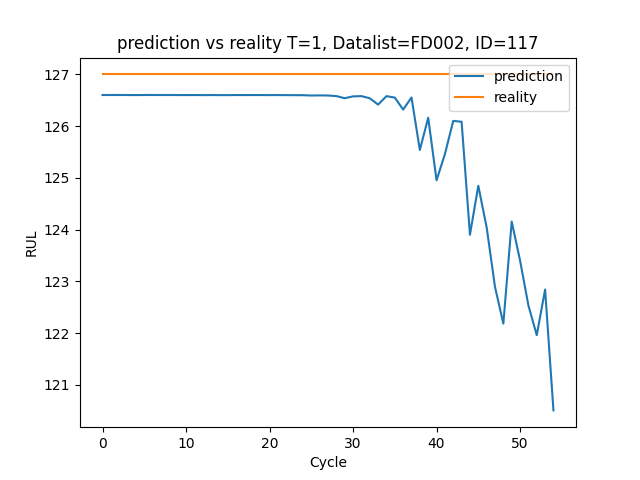 prediction vs reality T=1, Datalist=FD002, ID=117
127
126
125
124
123
122
121
RUL
prediction
reality
0 10 20 30 40 50
Cycle